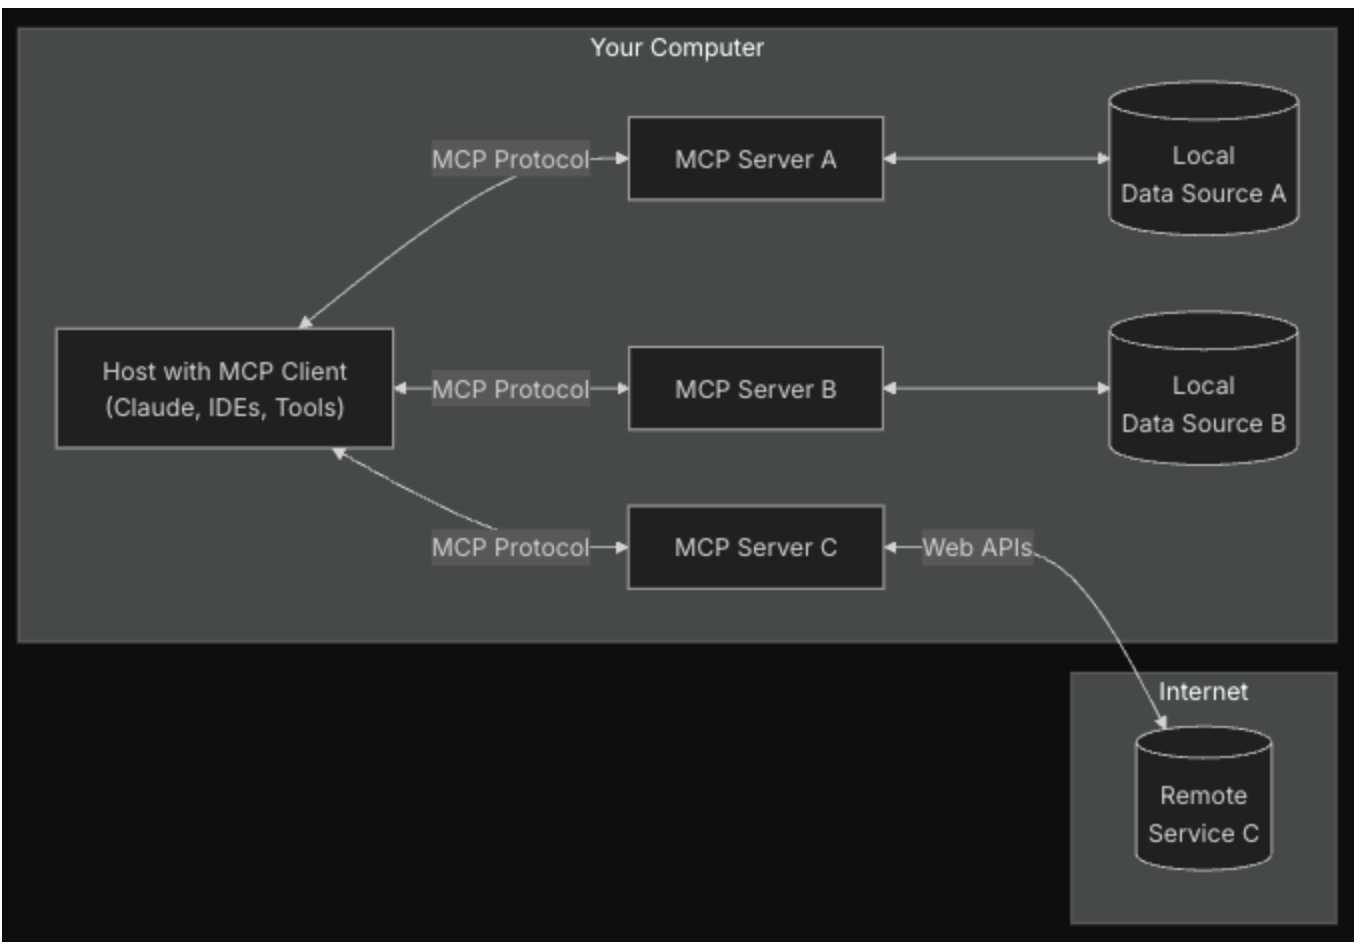 Your Computer
MCP Protocol
MCP Server A
Local
Data Source A
Host with MCP Client
(Claude, IDEs, Tools)
MCP Protocol
MCP Server B
Local
Data Source B
MCP Protocol
MCP Server C
Web APIs
Internet
Remote
Service C